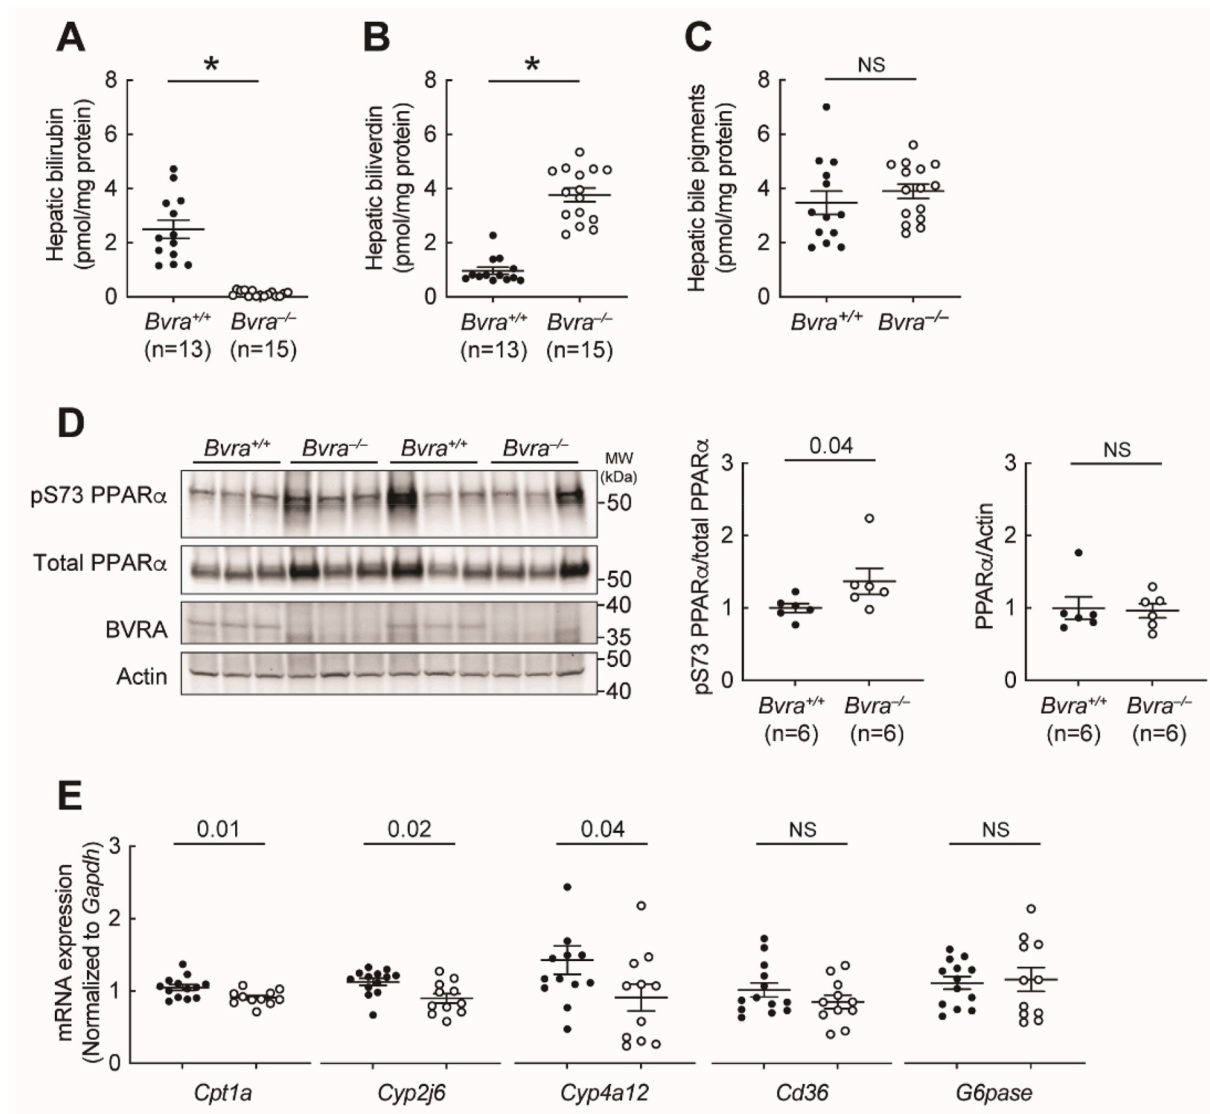 A
B
C
*
*
NS
Hepatic bilirubin
(pmol/mg protein)
8
6
4
2
0
Bvra+/+
Bvra–/–
(n=13)
(n=15)
Hepatic biliverdin
(pmol/mg protein)
8
6
4
2
0
Bvra+/+
Bvra–/–
(n=13)
(n=15)
Hepatic bile pigments
(pmol/mg protein)
8
6
4
2
0
Bvra+/+
Bvra–/–
D
Bvra+/+
Bvra–/–
Bvra+/+
Bvra–/–
MW
(kDa)
pS73 PPARα
50
Total PPARα
50
BVRA
40
35
Actin
50
40
pS73 PPARα/total PPARα
3
2
1
0
0.04
Bvra+/+
Bvra–/–
(n=6)
(n=6)
PPARα/Actin
3
2
1
0
NS
Bvra+/+
Bvra–/–
(n=6)
(n=6)
E
mRNA expression
(Normalized to Gapdh)
3
2
1
0
0.01
0.02
0.04
NS
NS
Cpt1a
Cyp2j6
Cyp4a12
Cd36
G6pase